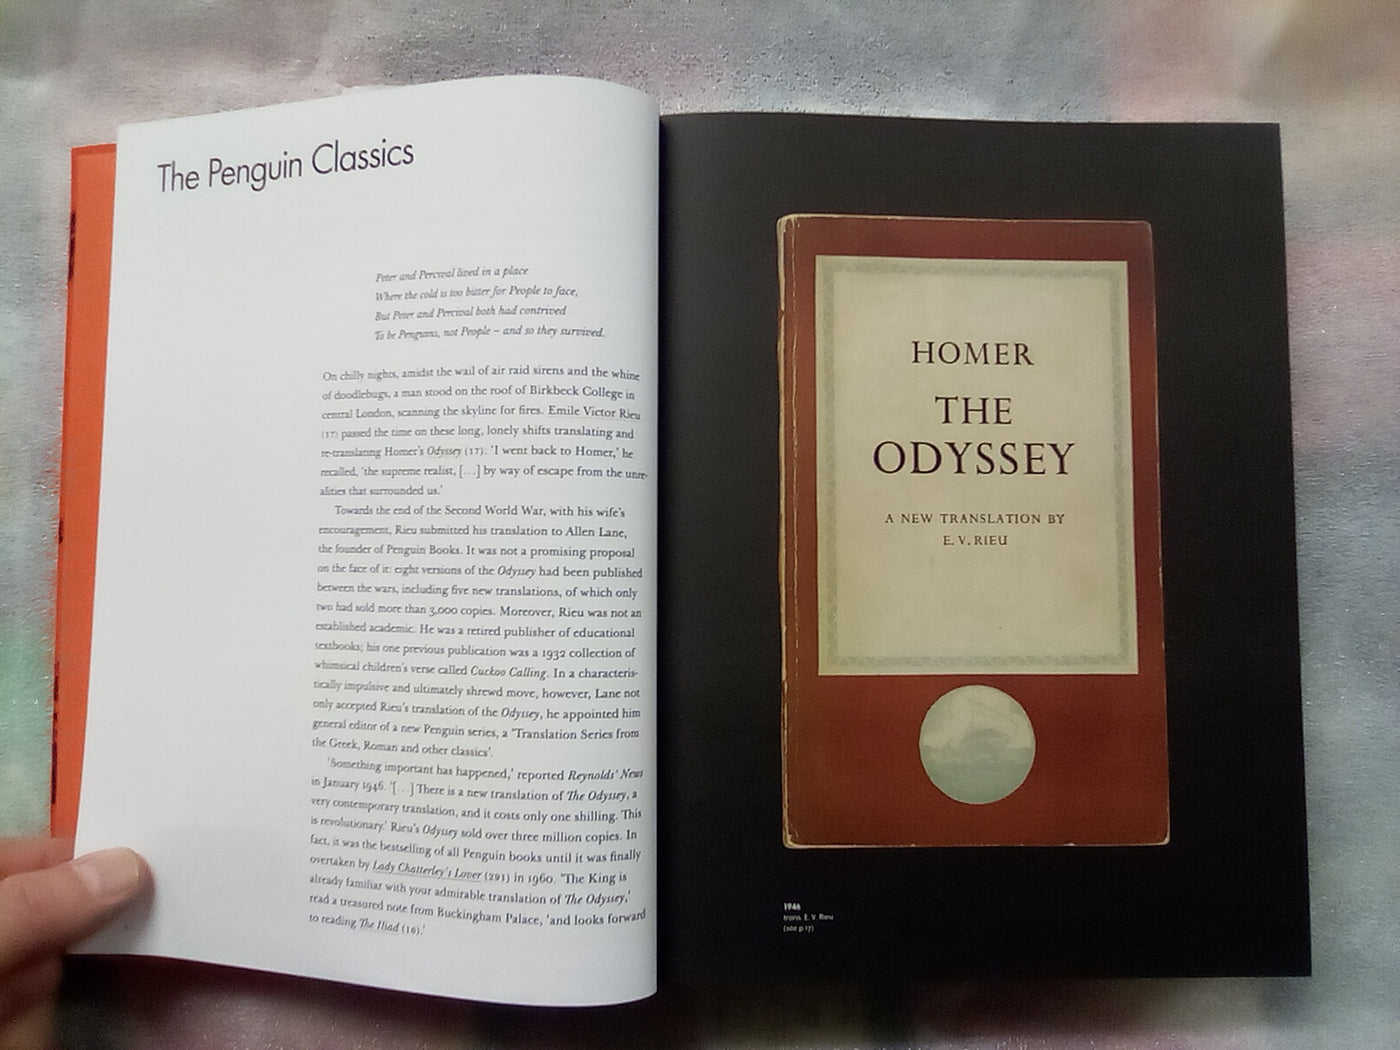 The Penguin Classics
Peter and Percival lived in a place
Where the cold is too bitter for People to face,
But Peter and Percival both had contrived
To be Penguins, not People – and so they survived.
On chilly nights, amidst the wail of air raid sirens and the whine
of doodlebugs, a man stood on the roof of Birkbeck College in
central London, scanning the skyline for fires. Emile Victor Rieu
(17) passed the time on these long, lonely shifts translating and
re-translating Homer's Odyssey (17). 'I went back to Homer,' he
recalled, 'the supreme realist, [...] by way of escape from the unre-
alities that surrounded us.'
Towards the end of the Second World War, with his wife's
encouragement, Rieu submitted his translation to Allen Lane,
the founder of Penguin Books. It was not a promising proposal
on the face of it: eight versions of the Odyssey had been published
between the wars, including five new translations, of which only
two had sold more than 3,000 copies. Moreover, Rieu was not an
established academic. He was a retired publisher of educational
textbooks; his one previous publication was a 1932 collection of
whimsical children's verse called Cuckoo Calling. In a characteris-
tically impulsive and ultimately shrewd move, however, Lane not
only accepted Rieu's translation of the Odyssey, he appointed him
general editor of a new Penguin series, a 'Translation Series from
the Greek, Roman and other classics'.
'Something important has happened,' reported Reynolds' News
in January 1946. '[...] There is a new translation of The Odyssey, a
very contemporary translation, and it costs only one shilling. This
is revolutionary.' Rieu's Odyssey sold over three million copies. In
fact, it was the bestselling of all Penguin books until it was finally
overtaken by Lady Chatterley's Lover (291) in 1960. 'The King is
already familiar with your admirable translation of The Odyssey,'
read a treasured note from Buckingham Palace, 'and looks forward
to reading The Iliad (16).'
HOMER
THE
ODYSSEY
A NEW TRANSLATION BY
E. V. RIEU
1946
trans. E. V. Rieu
(see p.17)